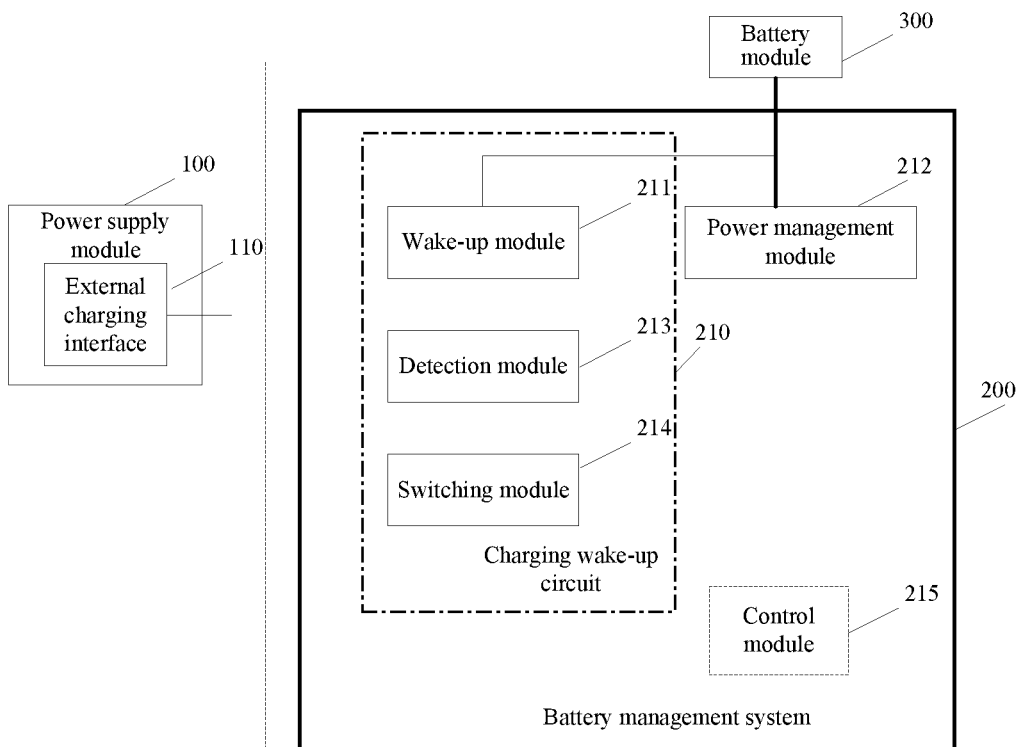 Battery
module
300
100
Power supply
module
110
External
charging
interface
211
Wake-up module
212
Power management
module
213
Detection module
210
200
214
Switching module
Charging wake-up
circuit
215
Control
module
Battery management system